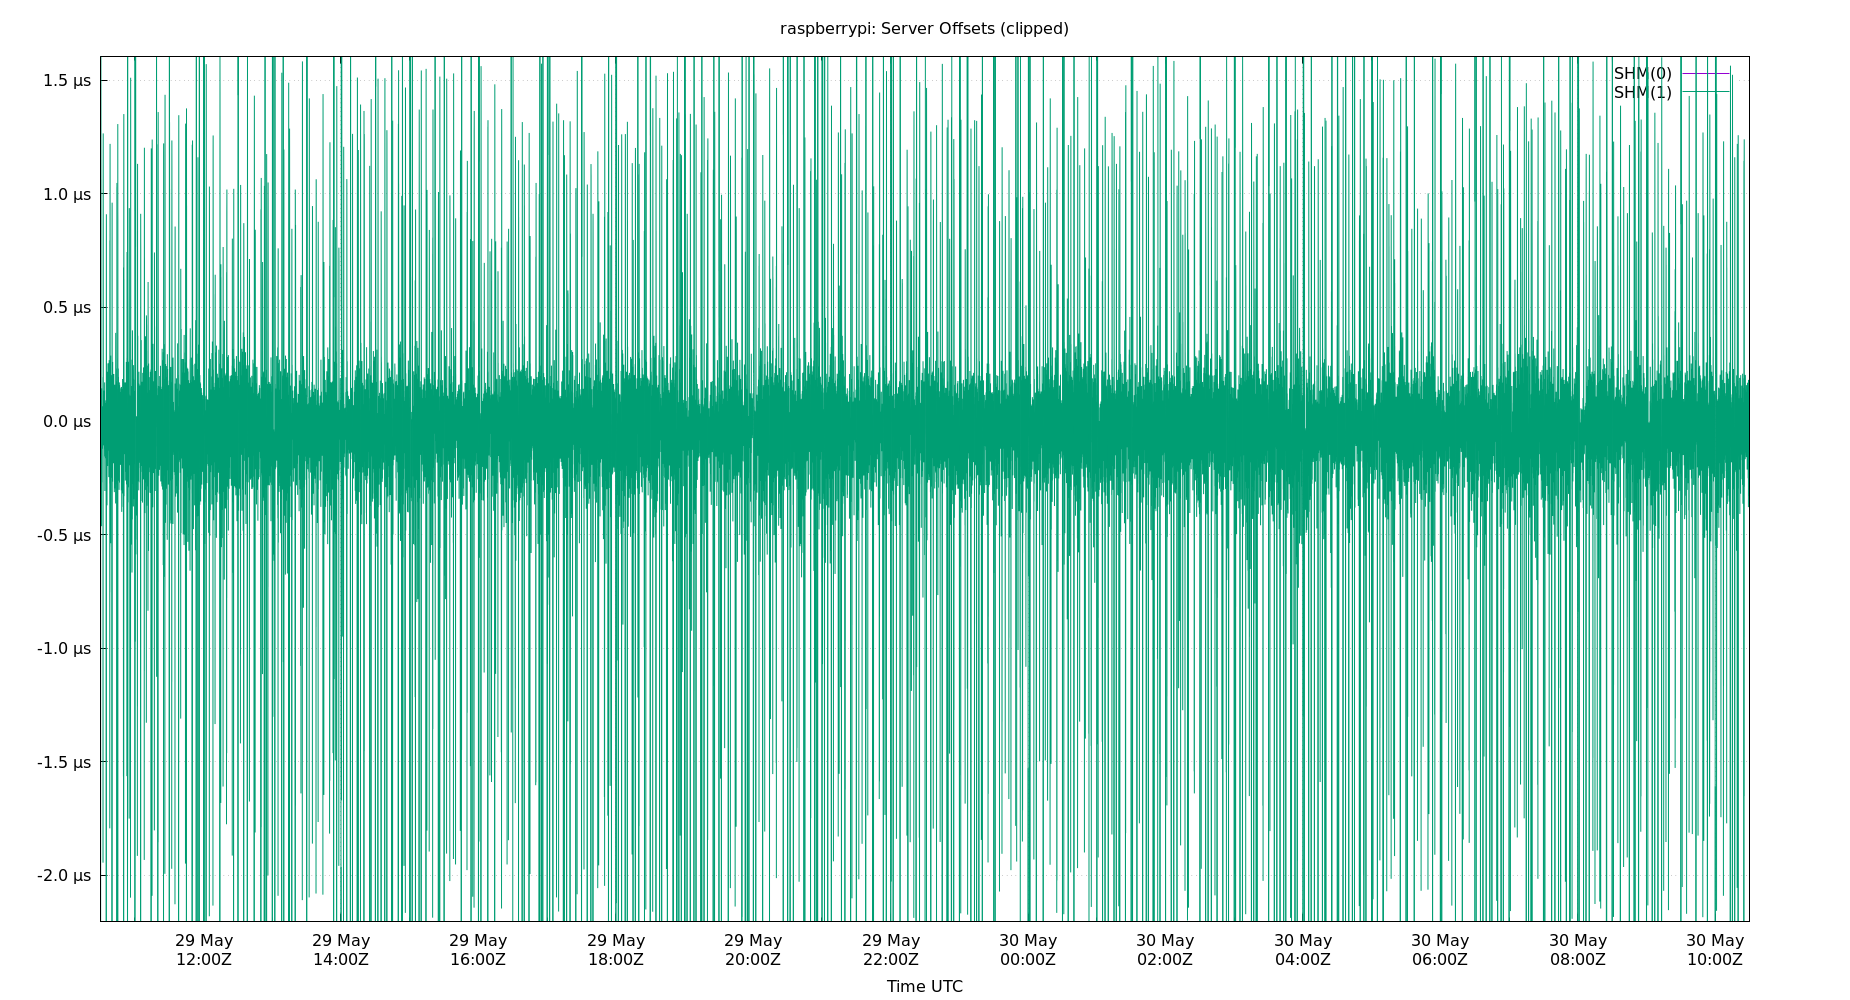 raspberrypi: Server Offsets (clipped)
SHM(0)
SHM(1)
1.5 µs
1.0 µs
0.5 µs
0.0 µs
-0.5 µs
-1.0 µs
-1.5 µs
-2.0 µs
29 May 29 May 29 May 29 May 29 May 29 May 30 May 30 May 30 May 30 May 30 May 30 May
12:00Z 14:00Z 16:00Z 18:00Z 20:00Z 22:00Z 00:00Z 02:00Z 04:00Z 06:00Z 08:00Z 10:00Z
Time UTC